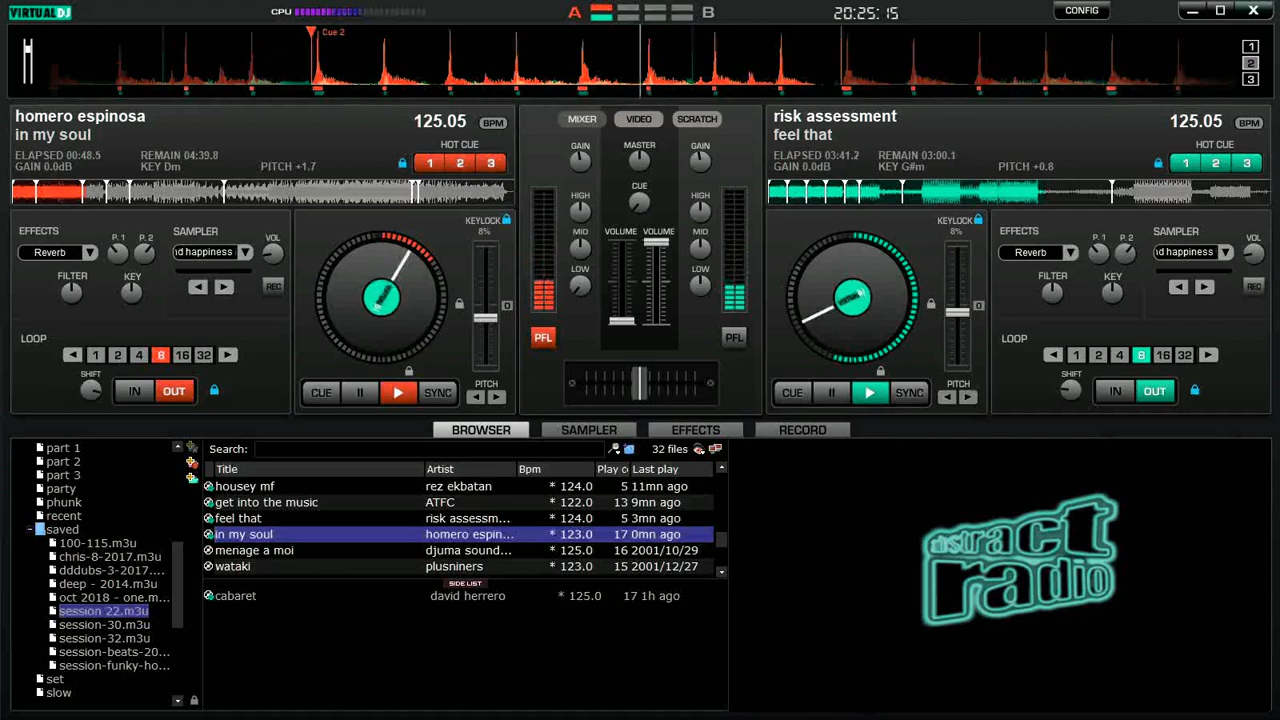 VIRTUAL DJ
CPU
A
B
20:25:15
CONFIG
Cue 2
1
2
3
homero espinosa
in my soul
125.05 BPM
ELAPSED 00:48.5 REMAIN 04:39.8
GAIN 0.0dB KEY Dm PITCH +1.7
HOT CUE
1 2 3
MIXER VIDEO SCRATCH
risk assessment
feel that
125.05 BPM
ELAPSED 03:41.2 REMAIN 03:00.1
GAIN 0.0dB KEY G#m PITCH +0.8
HOT CUE
1 2 3
EFFECTS
Reverb
P.1 P.2
SAMPLER
d happiness
VOL
FILTER KEY
REC
LOOP
1 2 4 8 16 32
SHIFT
IN OUT
KEYLOCK
8%
CUE SYNC
PITCH
GAIN MASTER GAIN
HIGH CUE HIGH
MID VOLUME VOLUME MID
LOW LOW
PFL PFL
KEYLOCK
8%
CUE SYNC
PITCH
EFFECTS
Reverb
P.1 P.2
SAMPLER
d happiness
VOL
FILTER KEY
REC
LOOP
1 2 4 8 16 32
SHIFT
IN OUT
BROWSER SAMPLER EFFECTS RECORD
part 1
part 2
part 3
party
phunk
recent
saved
100-115.m3u
chris-8-2017.m3u
dddubs-3-2017....
deep - 2014.m3u
oct 2018 - one.m...
session 22.m3u
session-30.m3u
session-32.m3u
session-beats-20...
session-funky-ho...
set
slow
Search: 32 files
Title Artist Bpm Play c Last play
housey mf rez ekbatan * 124.0 5 11mn ago
get into the music ATFC * 122.0 13 9mn ago
feel that risk assessm... * 124.0 5 3mn ago
in my soul homero espin... * 123.0 17 0mn ago
menage a moi djuma sound... * 125.0 16 2001/10/29
wataki plusniners * 123.0 15 2001/12/27
SIDE LIST
cabaret david herrero * 125.0 17 1h ago
abstract
radio